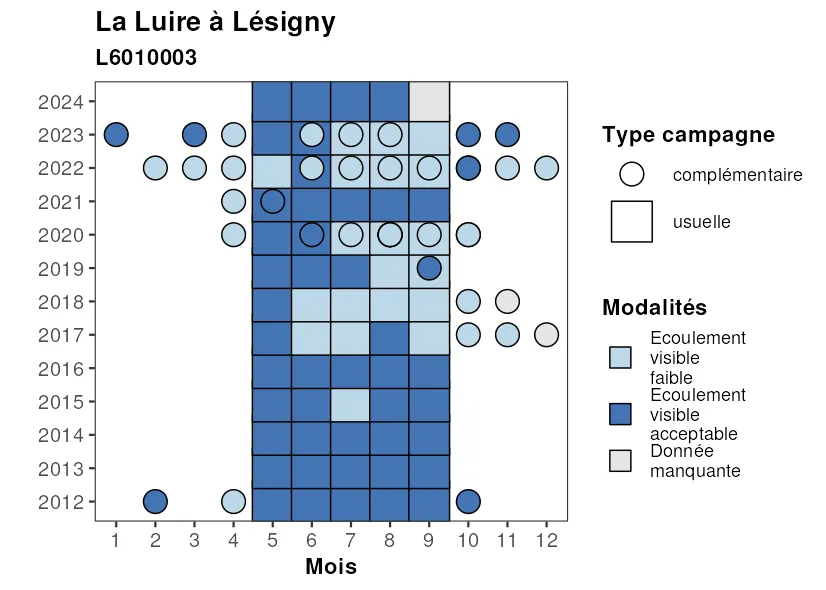 La Luire à Lésigny
L6010003
2024
2023
2022
2021
2020
2019
2018
2017
2016
2015
2014
2013
2012
1 2 3 4 5 6 7 8 9 10 11 12
Mois
Type campagne
complémentaire
usuelle
Modalités
Ecoulement
visible
faible
Ecoulement
visible
acceptable
Donnée
manquante